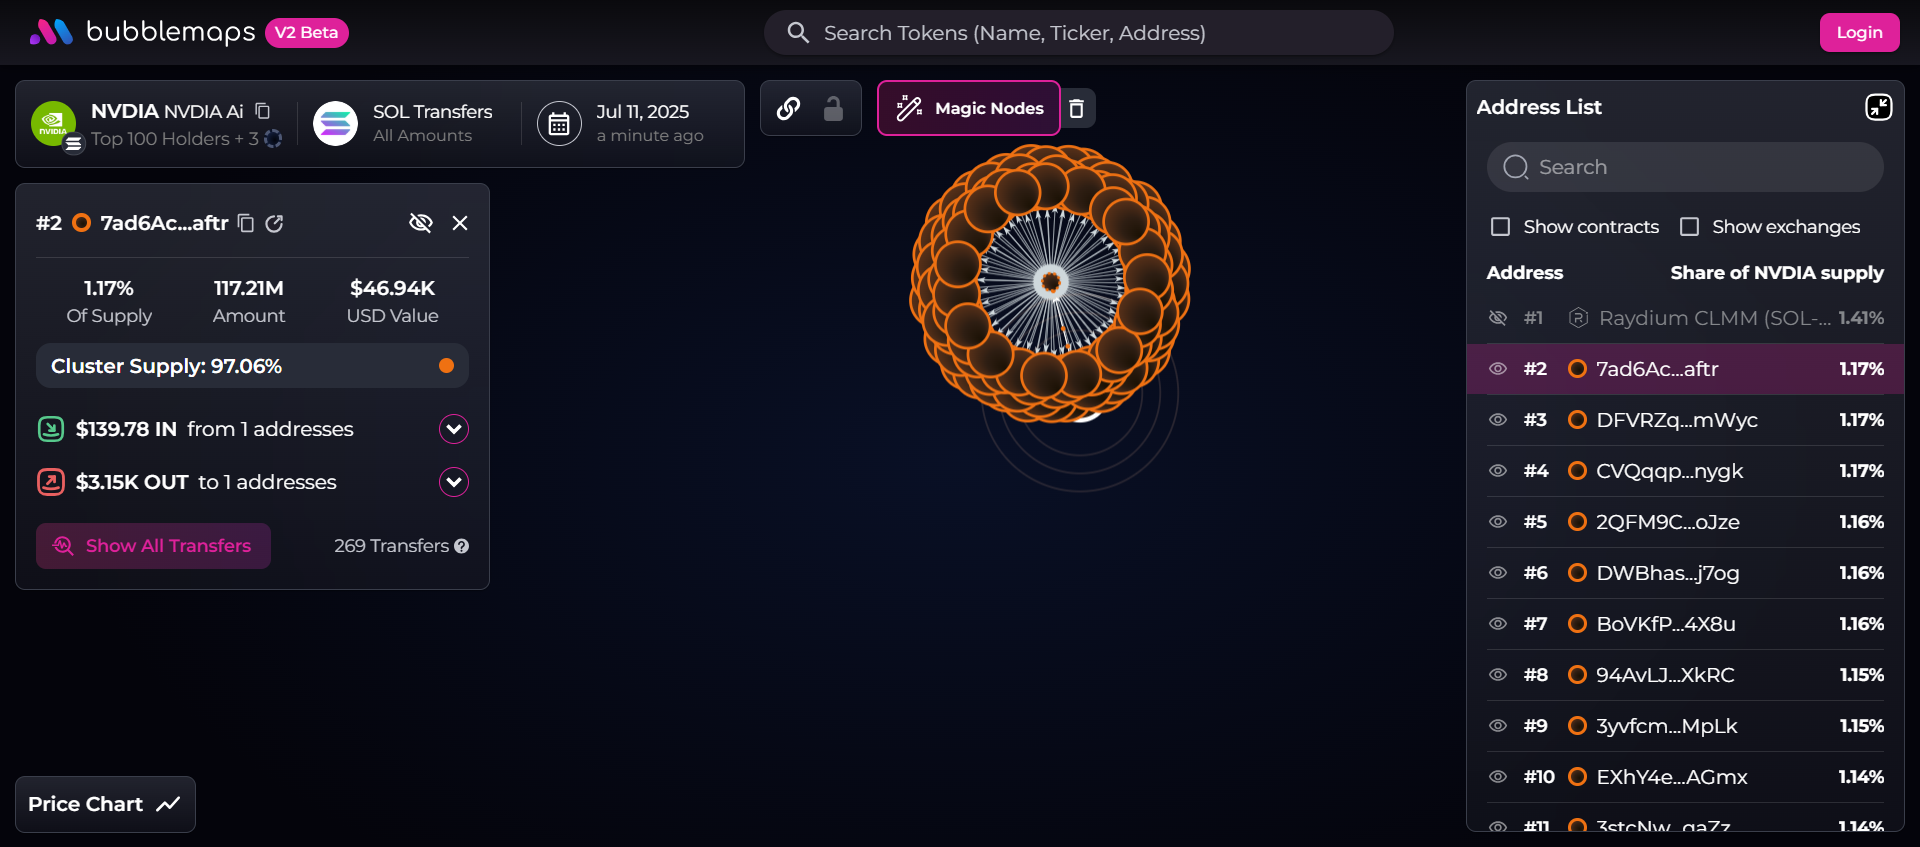 bubblemaps V2 Beta
Search Tokens (Name, Ticker, Address)
Login
NVDIA NVDIA Ai
Top 100 Holders + 3
SOL Transfers
All Amounts
Jul 11, 2025
a minute ago
Magic Nodes
#2 7ad6Ac...aftr
1.17% 117.21M $46.94K
Of Supply Amount USD Value
Cluster Supply: 97.06%
$139.78 IN from 1 addresses
$3.15K OUT to 1 addresses
Show All Transfers 269 Transfers ?
Price Chart
Address List
Search
Show contracts Show exchanges
Address Share of NVDIA supply
#1 Raydium CLMM (SOL-... 1.41%
#2 7ad6Ac...aftr 1.17%
#3 DFVRZq...mWyc 1.17%
#4 CVQqqp...nygk 1.17%
#5 2QFM9C...oJze 1.16%
#6 DWBhas...j7og 1.16%
#7 BoVKfP...4X8u 1.16%
#8 94AvLJ...XkRC 1.15%
#9 3yvfcm...MpLk 1.15%
#10 EXhY4e...AGmx 1.14%
#11 3stcNw...gaZz 1.14%